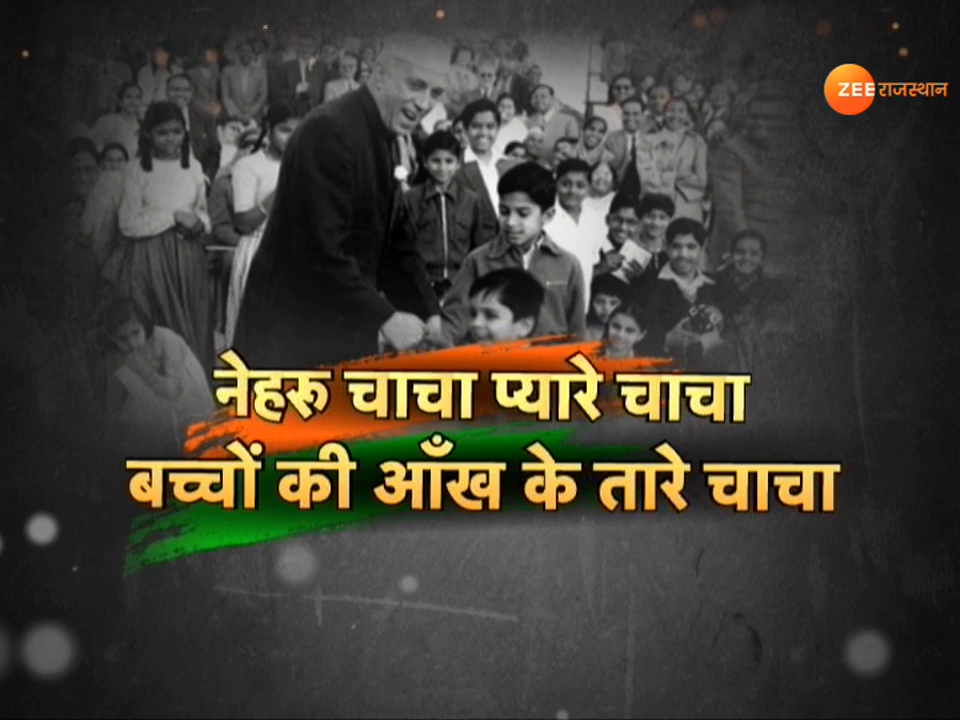 ZEE राजस्थान
नेहरू चाचा प्यारे चाचा
बच्चों की आँख के तारे चाचा